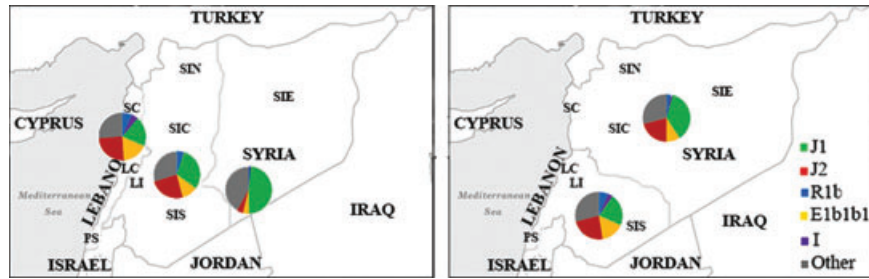 TURKEY
SIN
SIE
SC
CYPRUS
SIC
SYRIA
LC
LI
LEBANON
Mediterranean
Sea
SIS
IRAQ
PS
ISRAEL
JORDAN
TURKEY
SIN
SIE
SC
CYPRUS
SIC
SYRIA
LC
LI
LEBANON
Mediterranean
Sea
SIS
IRAQ
PS
ISRAEL
JORDAN
J1
J2
R1b
E1b1b1
I
Other